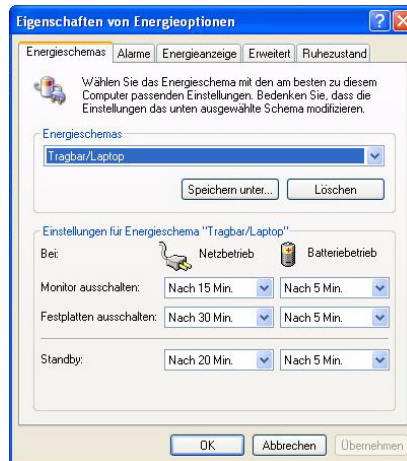 Eigenschaften von Energieoptionen
Energieschemas Alarme Energieanzeige Erweitert Ruhezustand
Wählen Sie das Energieschema mit den am besten zu diesem
Computer passenden Einstellungen. Bedenken Sie, dass die
Einstellungen das unten ausgewählte Schema modifizieren.
Energieschemas
Tragbar/Laptop
Speichern unter... Löschen
Einstellungen für Energieschema "Tragbar/Laptop"
Bei: Netzbetrieb Batteriebetrieb
Monitor ausschalten: Nach 15 Min. Nach 5 Min.
Festplatten ausschalten: Nach 30 Min. Nach 5 Min.
Standby: Nach 20 Min. Nach 5 Min.
OK Abbrechen Übernehmen